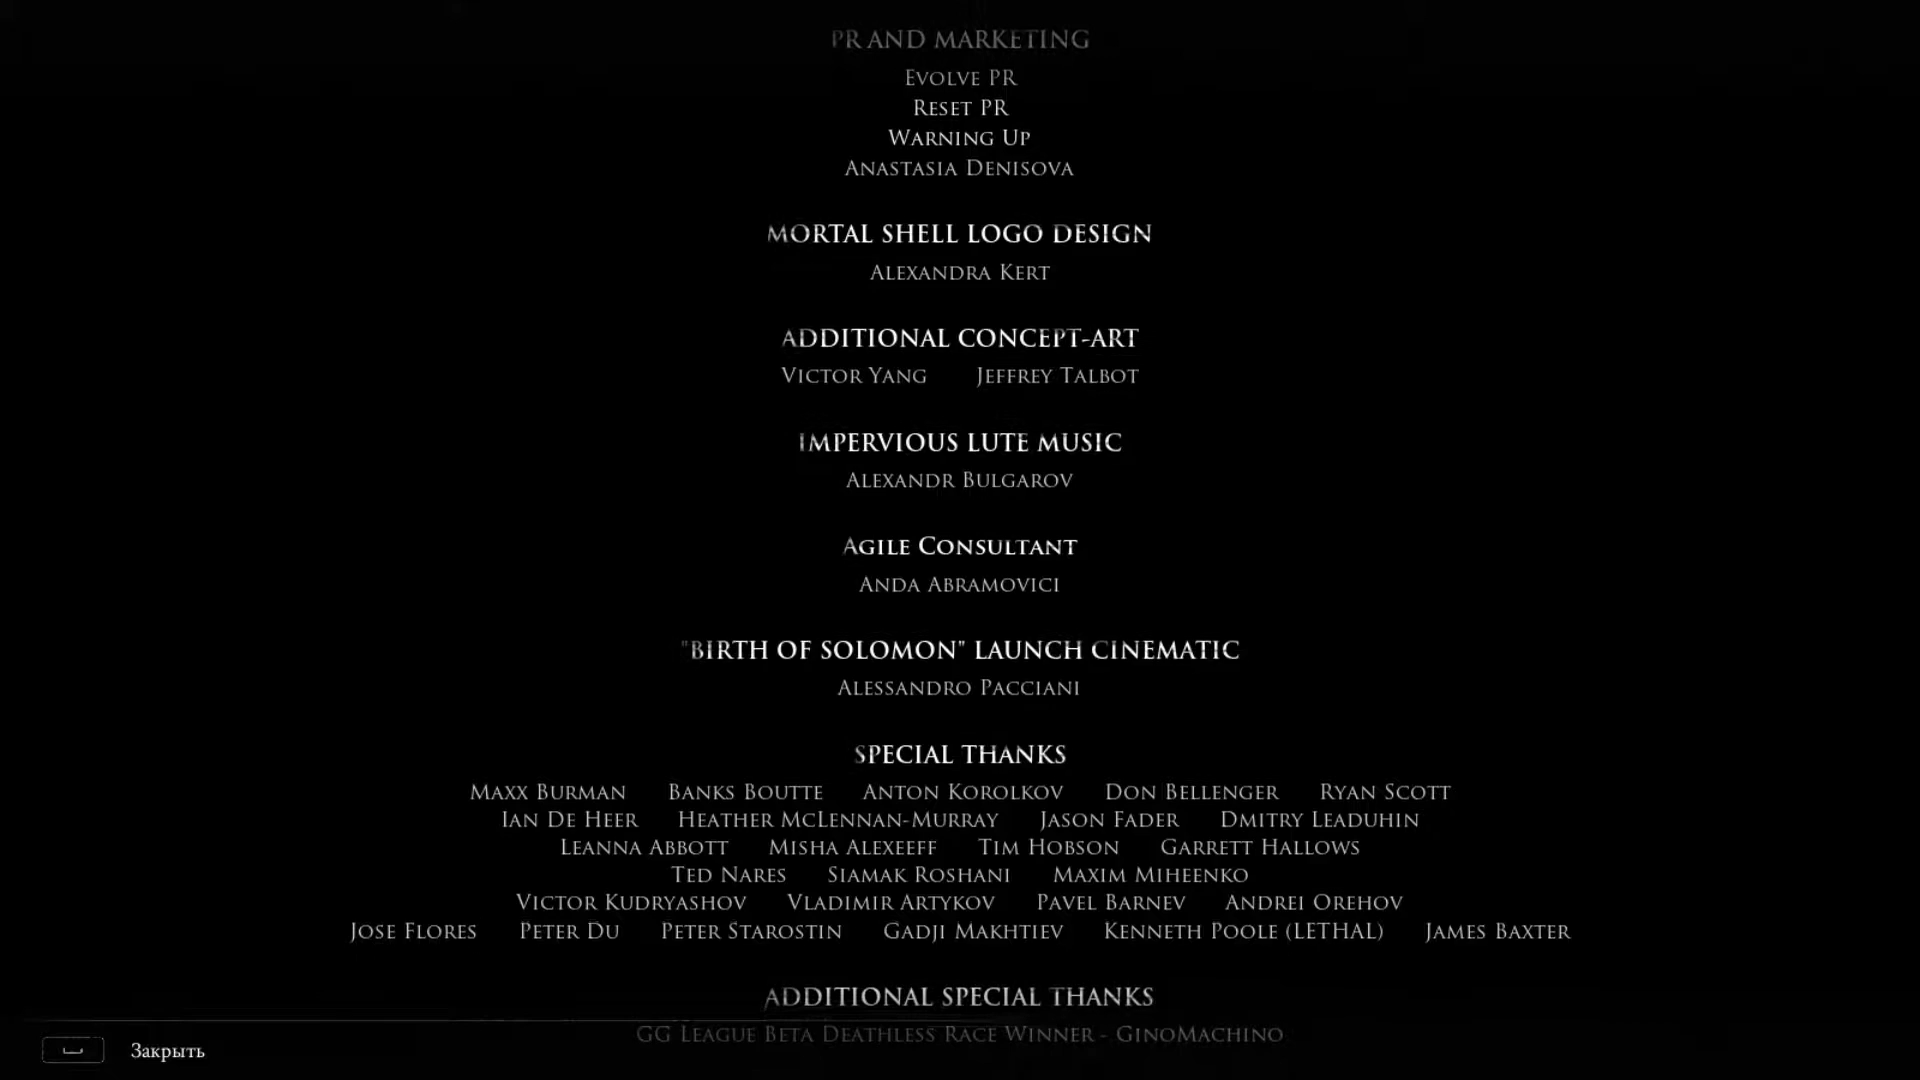 PR AND MARKETING
EVOLVE PR
RESET PR
WARNING UP
ANASTASIA DENISOVA
MORTAL SHELL LOGO DESIGN
ALEXANDRA KERT
ADDITIONAL CONCEPT-ART
VICTOR YANG JEFFREY TALBOT
IMPERVIOUS LUTE MUSIC
ALEXANDR BULGAROV
AGILE CONSULTANT
ANDA ABRAMOVICI
"BIRTH OF SOLOMON" LAUNCH CINEMATIC
ALESSANDRO PACCIANI
SPECIAL THANKS
MAXX BURMAN BANKS BOUTTE ANTON KOROLKOV DON BELLENGER RYAN SCOTT
IAN DE HEER HEATHER MCLENNAN-MURRAY JASON FADER DMITRY LEADUHIN
LEANNA ABBOTT MISHA ALEXEEFF TIM HOBSON GARRETT HALLOWS
TED NARES SIAMAK ROSHANI MAXIM MIHEENKO
VICTOR KUDRYASHOV VLADIMIR ARTYKOV PAVEL BARNEV ANDREI OREHOV
JOSE FLORES PETER DU PETER STAROSTIN GADJI MAKHTIEV KENNETH POOLE (LETHAL) JAMES BAXTER
ADDITIONAL SPECIAL THANKS
GG LEAGUE BETA DEATHLESS RACE WINNER - GINOMACHINO
Закрыть